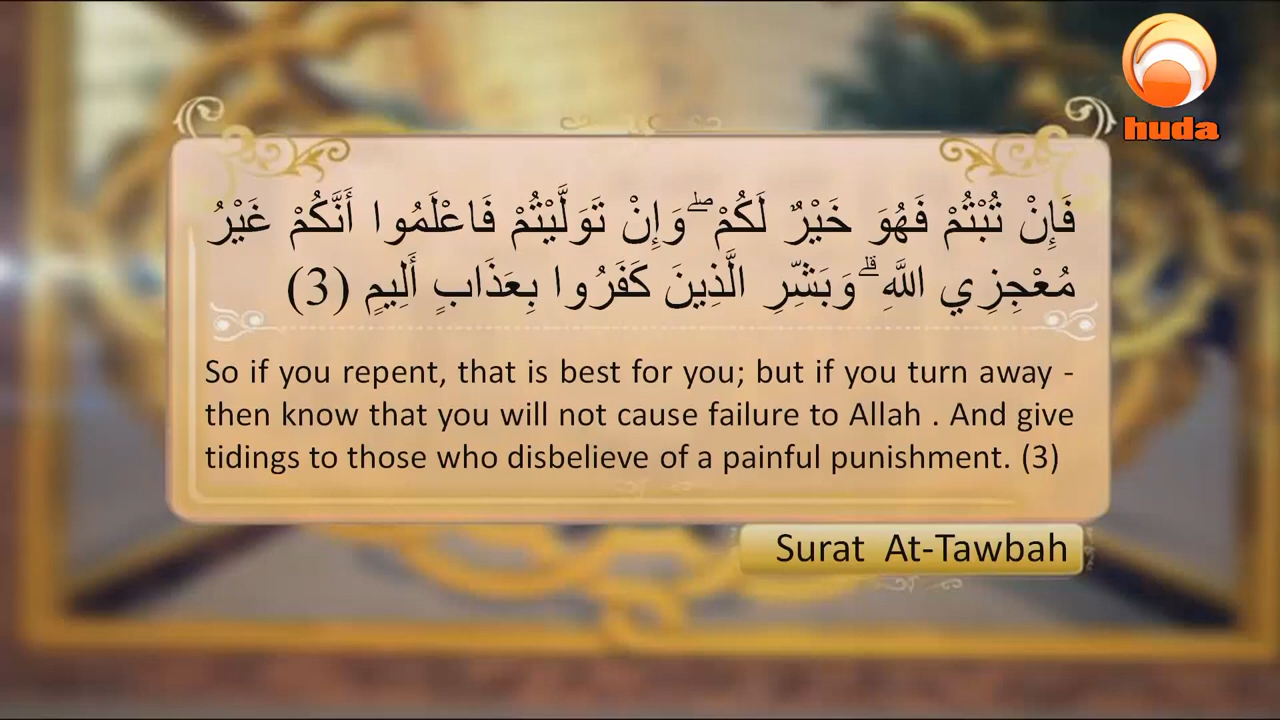 huda
فَإِنْ تُبْتُمْ فَهُوَ خَيْرٌ لَكُمْ ۖ وَإِنْ تَوَلَّيْتُمْ فَاعْلَمُوا أَنَّكُمْ غَيْرُ
مُعْجِزِي اللَّهِ ۗ وَبَشِّرِ الَّذِينَ كَفَرُوا بِعَذَابٍ أَلِيمٍ (3)
So if you repent, that is best for you; but if you turn away -
then know that you will not cause failure to Allah . And give
tidings to those who disbelieve of a painful punishment. (3)
Surat At-Tawbah